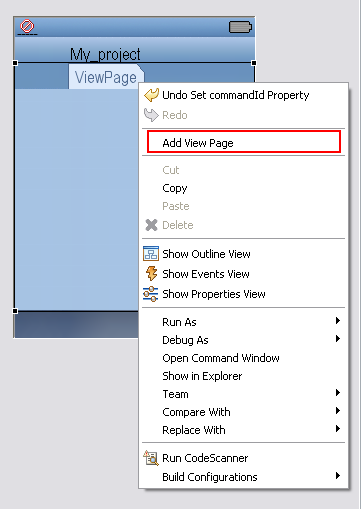 My_project
ViewPage
Undo Set commandId Property
Redo
Add View Page
Cut
Copy
Paste
Delete
Show Outline View
Show Events View
Show Properties View
Run As
Debug As
Open Command Window
Show in Explorer
Team
Compare With
Replace With
Run CodeScanner
Build Configurations